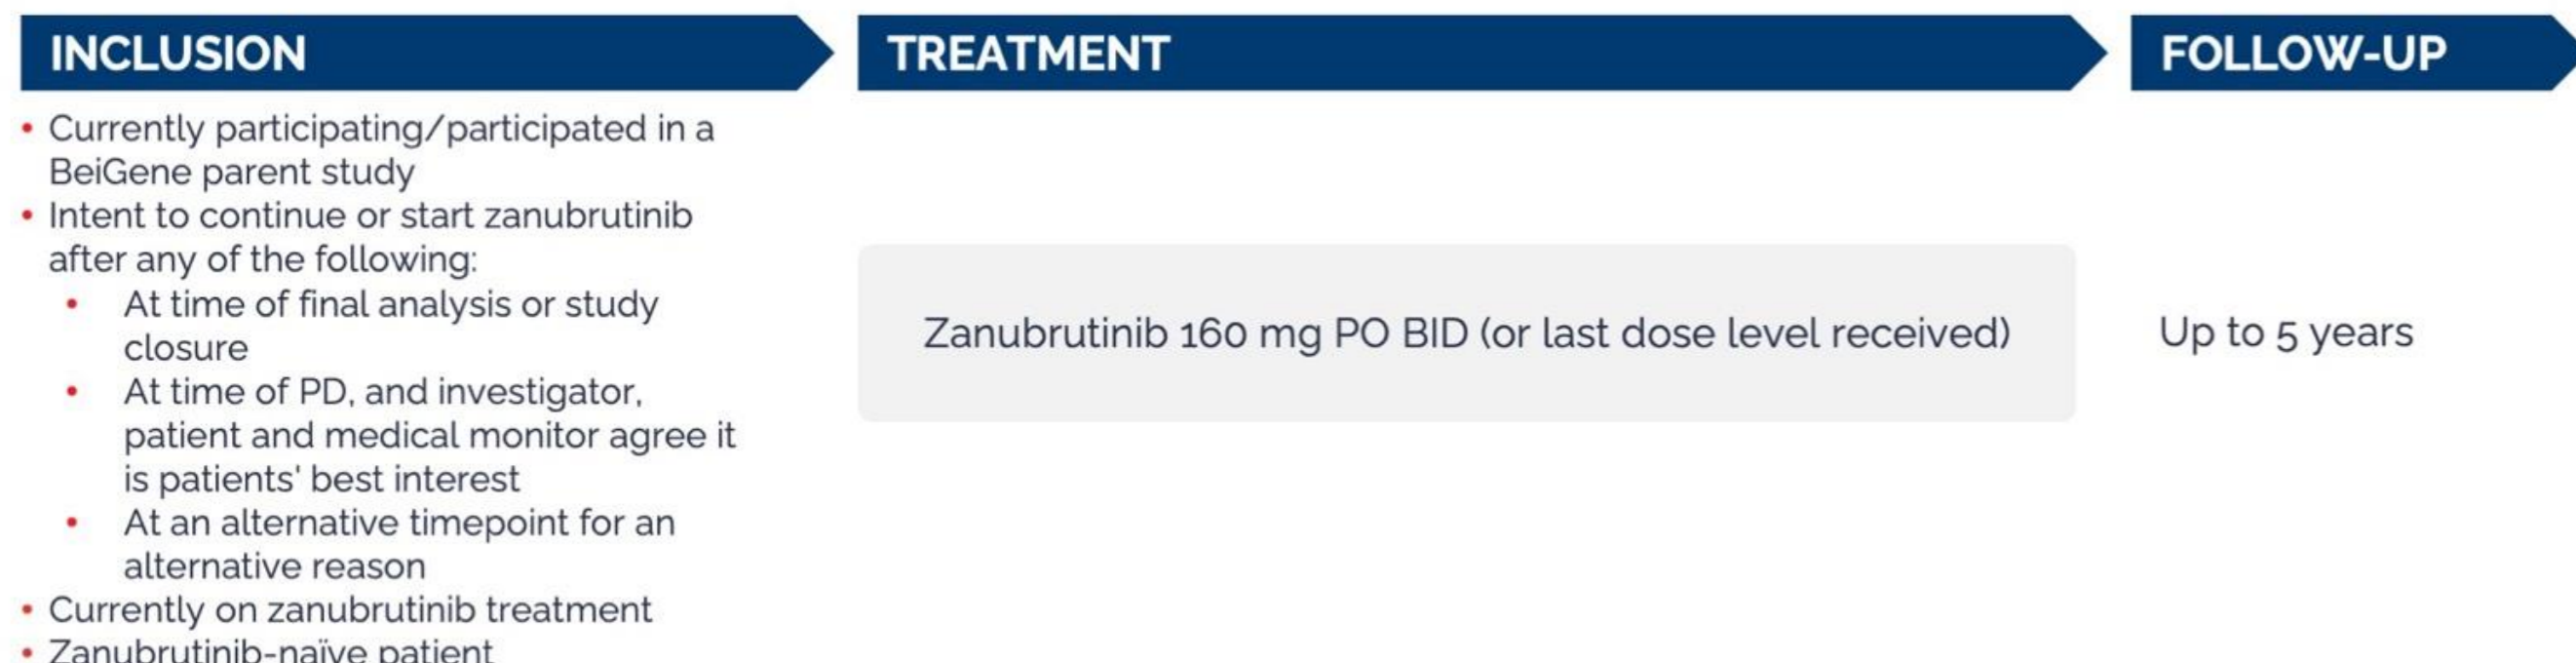 INCLUSION
• Currently participating/participated in a
BeiGene parent study
• Intent to continue or start zanubrutinib
after any of the following:
• At time of final analysis or study
closure
• At time of PD, and investigator,
patient and medical monitor agree it
is patients' best interest
• At an alternative timepoint for an
alternative reason
• Currently on zanubrutinib treatment
• Zanubrutinib-naïve patient
TREATMENT
Zanubrutinib 160 mg PO BID (or last dose level received)
FOLLOW-UP
Up to 5 years